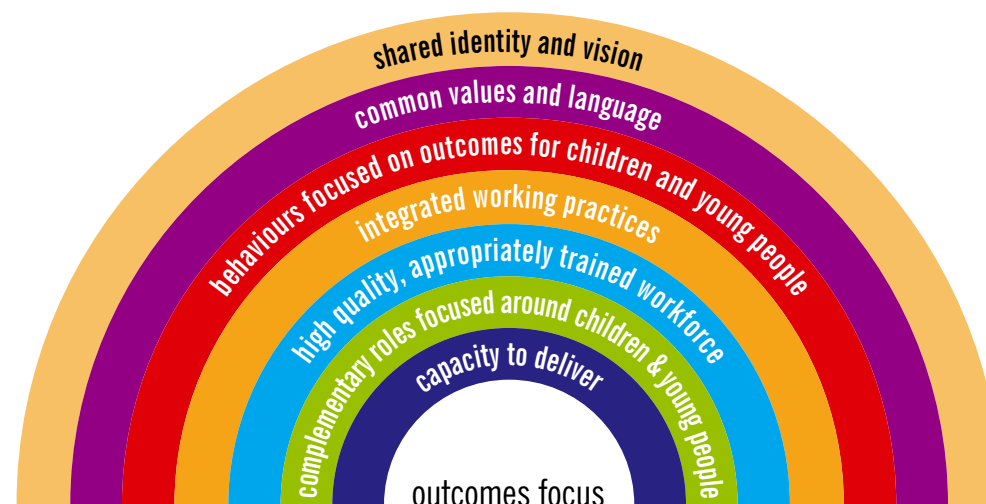 shared identity and vision
common values and language
behaviours focused on outcomes for children and young people
integrated working practices
high quality, appropriately trained workforce
complementary roles focused around children & young people
capacity to deliver
outcomes focus